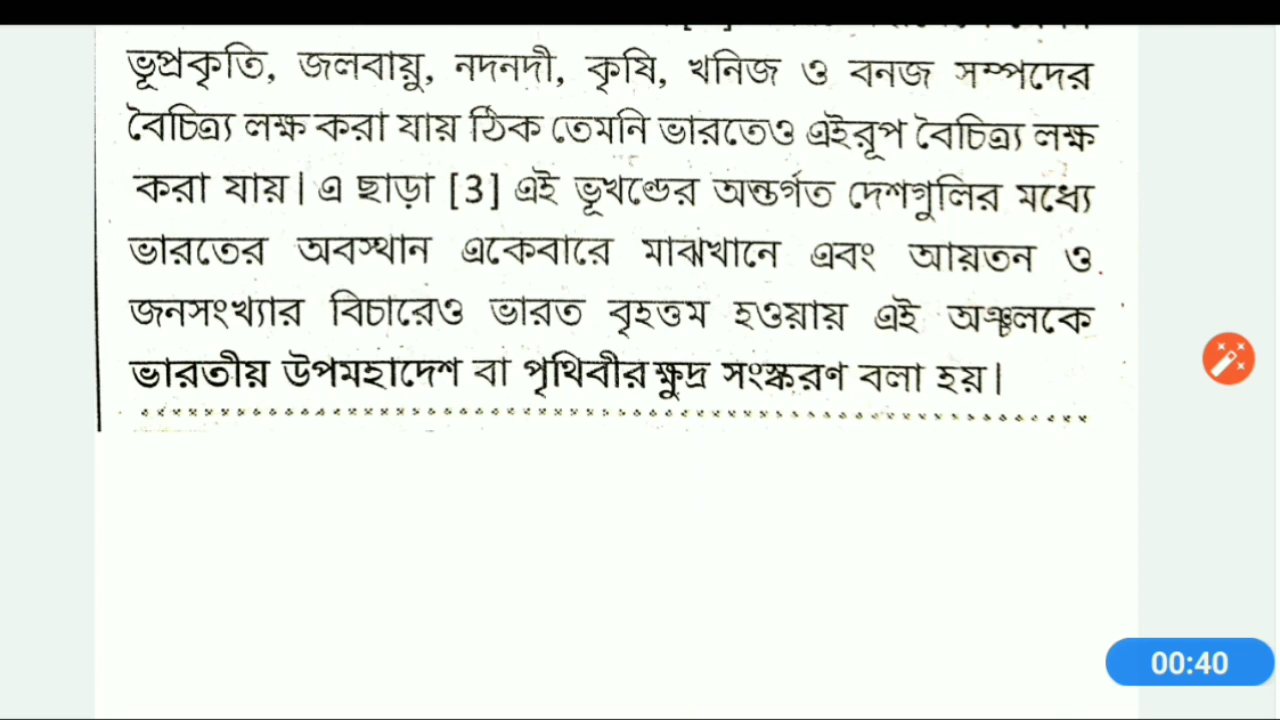 ভূপ্রকৃতি, জলবায়ু, নদনদী, কৃষি, খনিজ ও বনজ সম্পদের
বৈচিত্র্য লক্ষ করা যায় ঠিক তেমনি ভারতেও এইরূপ বৈচিত্র্য লক্ষ
করা যায়। এ ছাড়া [3] এই ভূখণ্ডের অন্তর্গত দেশগুলির মধ্যে
ভারতের অবস্থান একেবারে মাঝখানে এবং আয়তন ও
জনসংখ্যার বিচারেও ভারত বৃহত্তম হওয়ায় এই অঞ্চলকে
ভারতীয় উপমহাদেশ বা পৃথিবীর ক্ষুদ্র সংস্করণ বলা হয়।
00:40